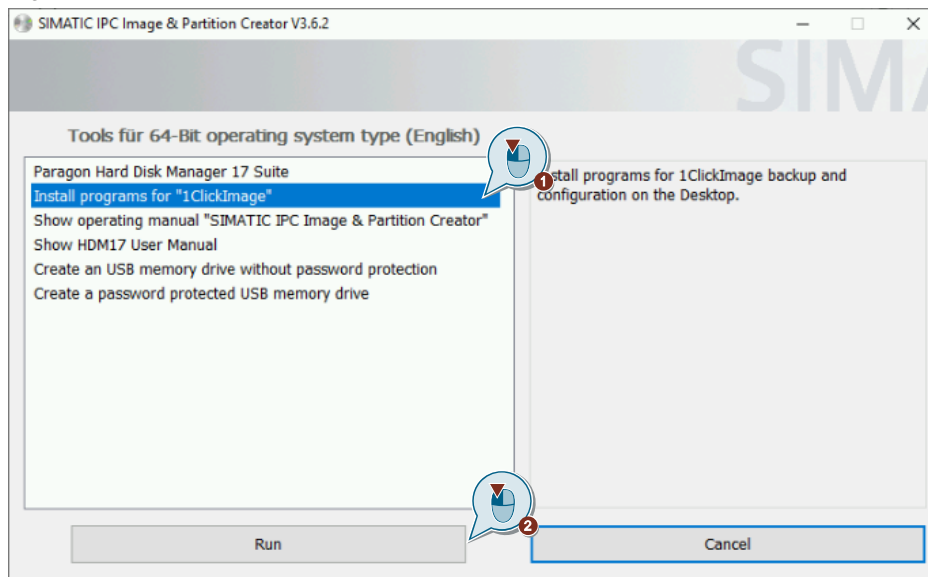 SIMATIC IPC Image & Partition Creator V3.6.2
SIMA
Tools für 64-Bit operating system type (English)
Paragon Hard Disk Manager 17 Suite
Install programs for "1ClickImage"
Show operating manual "SIMATIC IPC Image & Partition Creator"
Show HDM17 User Manual
Create an USB memory drive without password protection
Create a password protected USB memory drive
1
stall programs for 1ClickImage backup and
configuration on the Desktop.
2
Run
Cancel